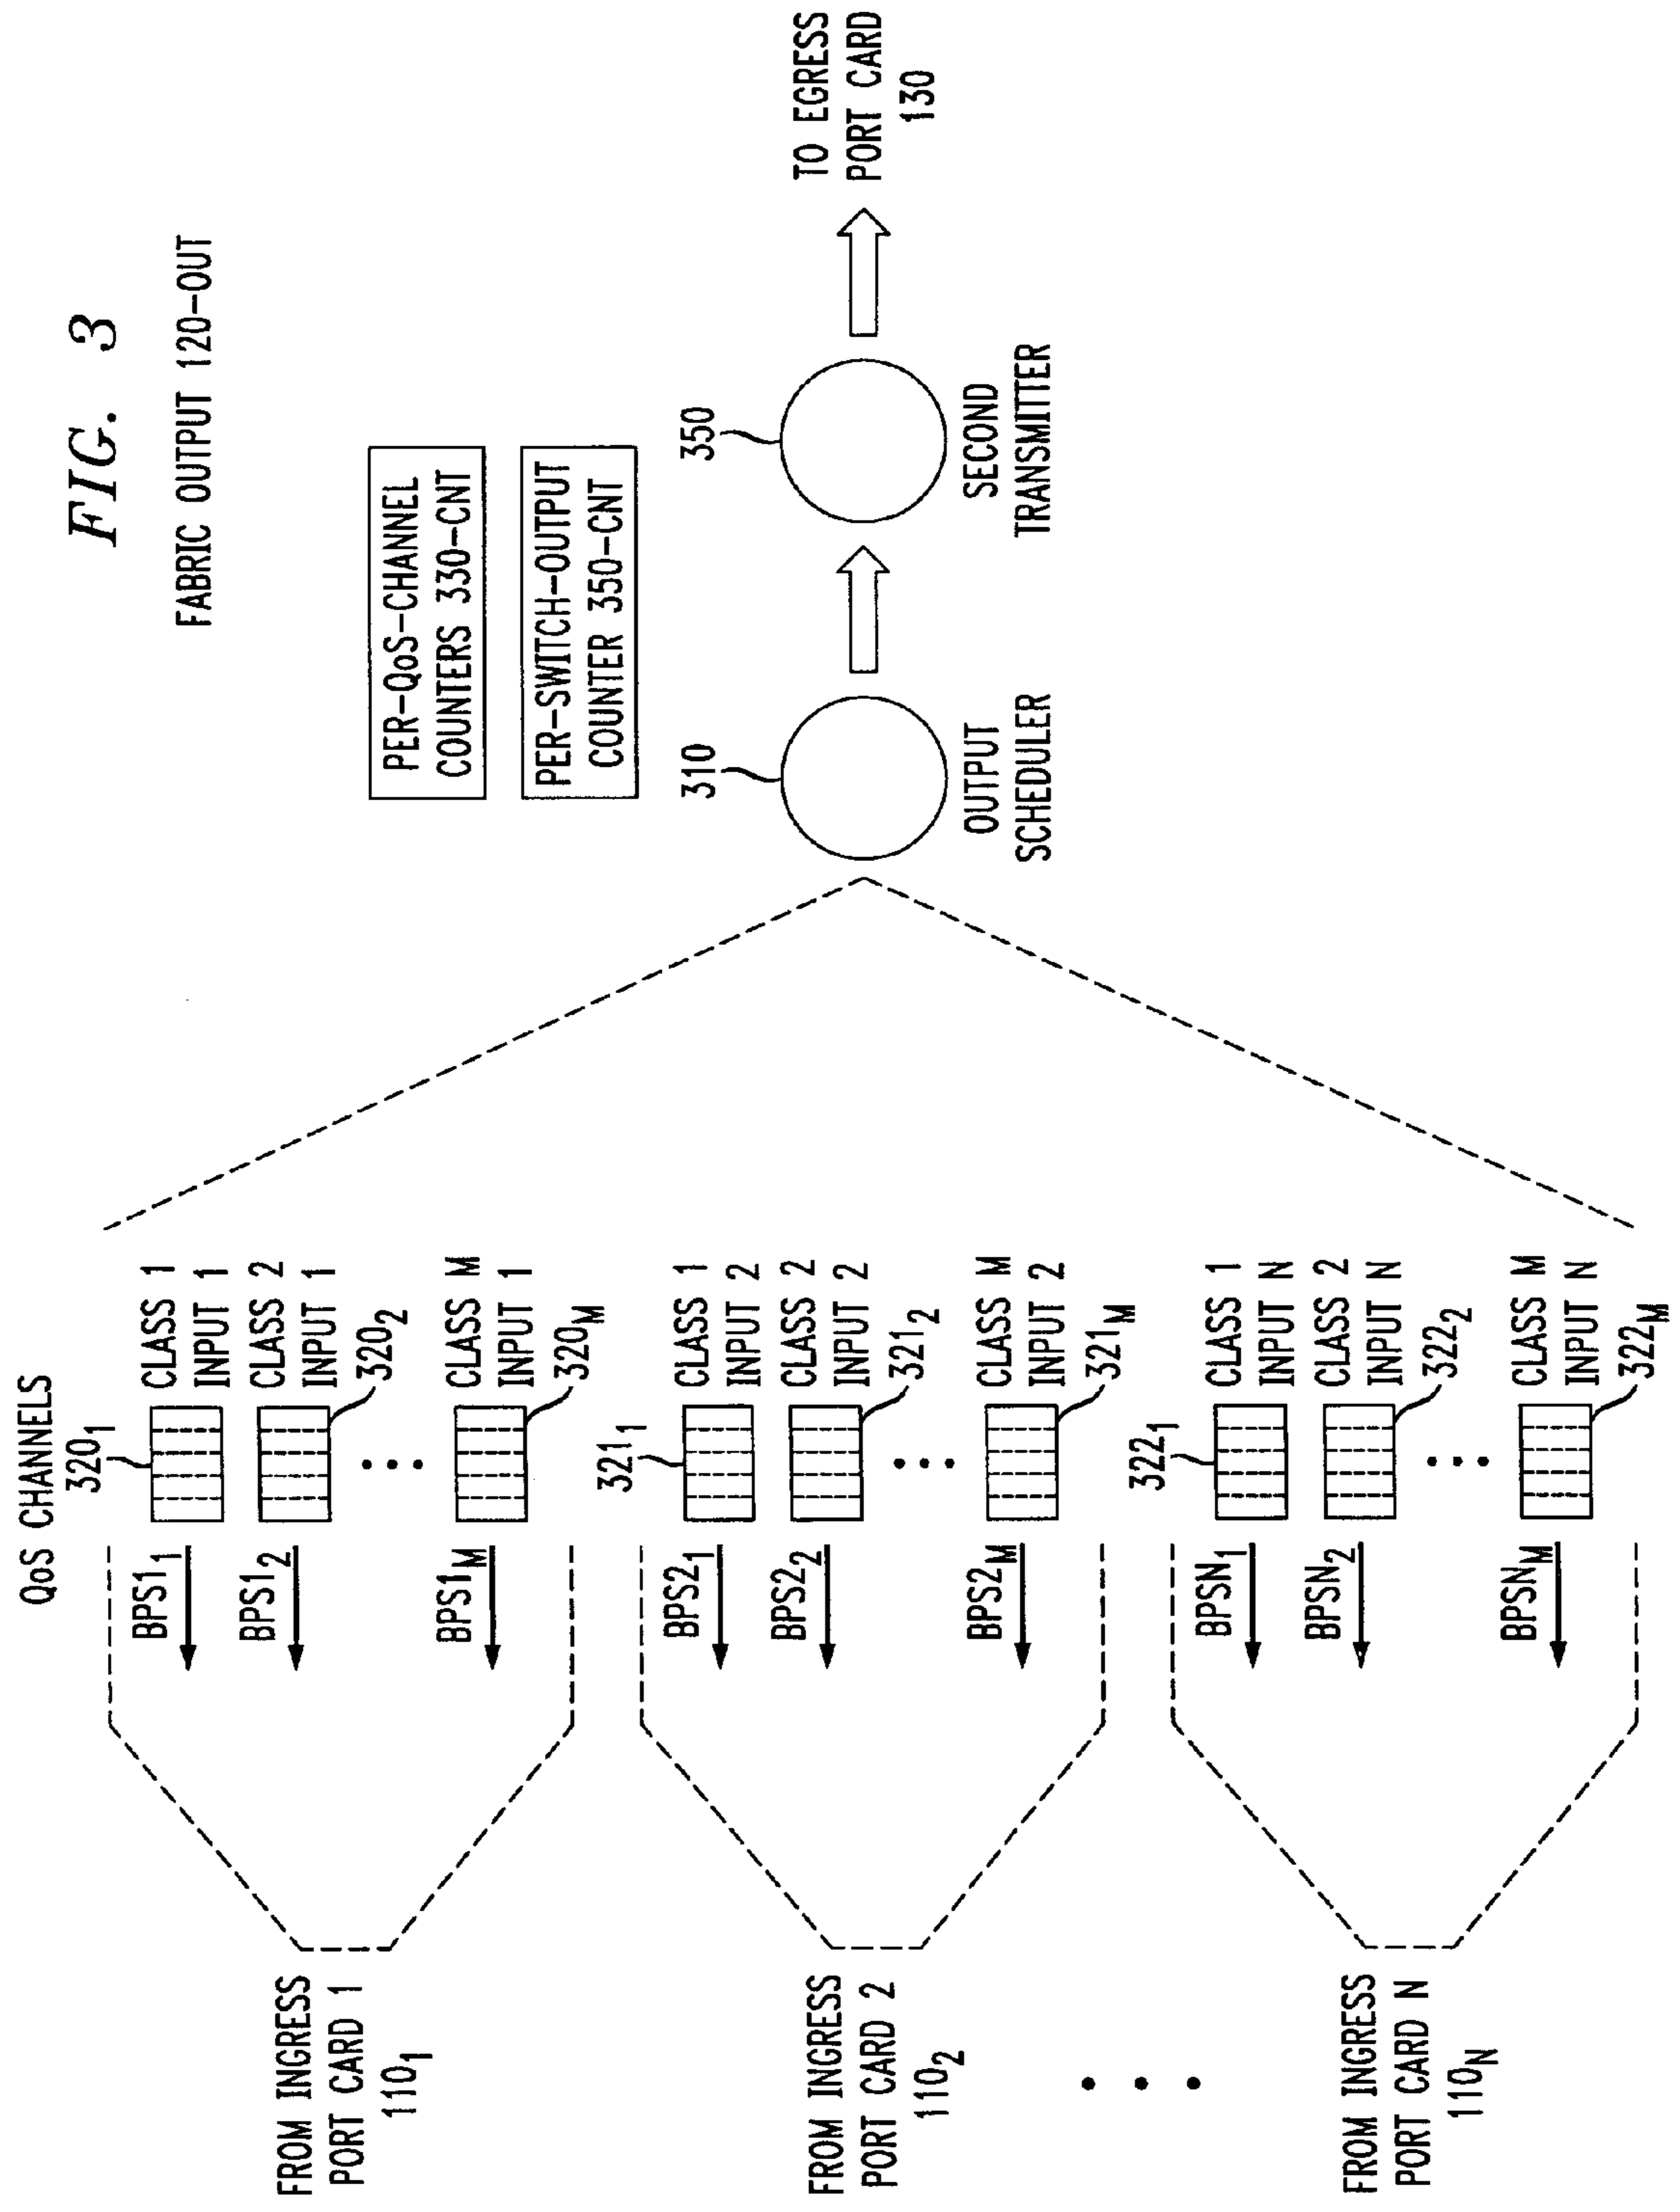 FIG. 3
FABRIC OUTPUT 120-OUT
QoS CHANNELS
FROM INGRESS
PORT CARD 1
110₁
BPS1₁
320₁
CLASS 1
INPUT 1
BPS1₂
CLASS 2
INPUT 1
320₂
BPS1M
CLASS M
INPUT 1
320M
FROM INGRESS
PORT CARD 2
110₂
BPS2₁
321₁
CLASS 1
INPUT 2
BPS2₂
CLASS 2
INPUT 2
321₂
BPS2M
CLASS M
INPUT 2
321M
FROM INGRESS
PORT CARD N
110N
BPSN₁
322₁
CLASS 1
INPUT N
BPSN₂
CLASS 2
INPUT N
322₂
BPSNM
CLASS M
INPUT N
322M
PER-QoS-CHANNEL
COUNTERS 330-CNT
PER-SWITCH-OUTPUT
COUNTER 350-CNT
310
OUTPUT
SCHEDULER
350
SECOND
TRANSMITTER
TO EGRESS
PORT CARD
130